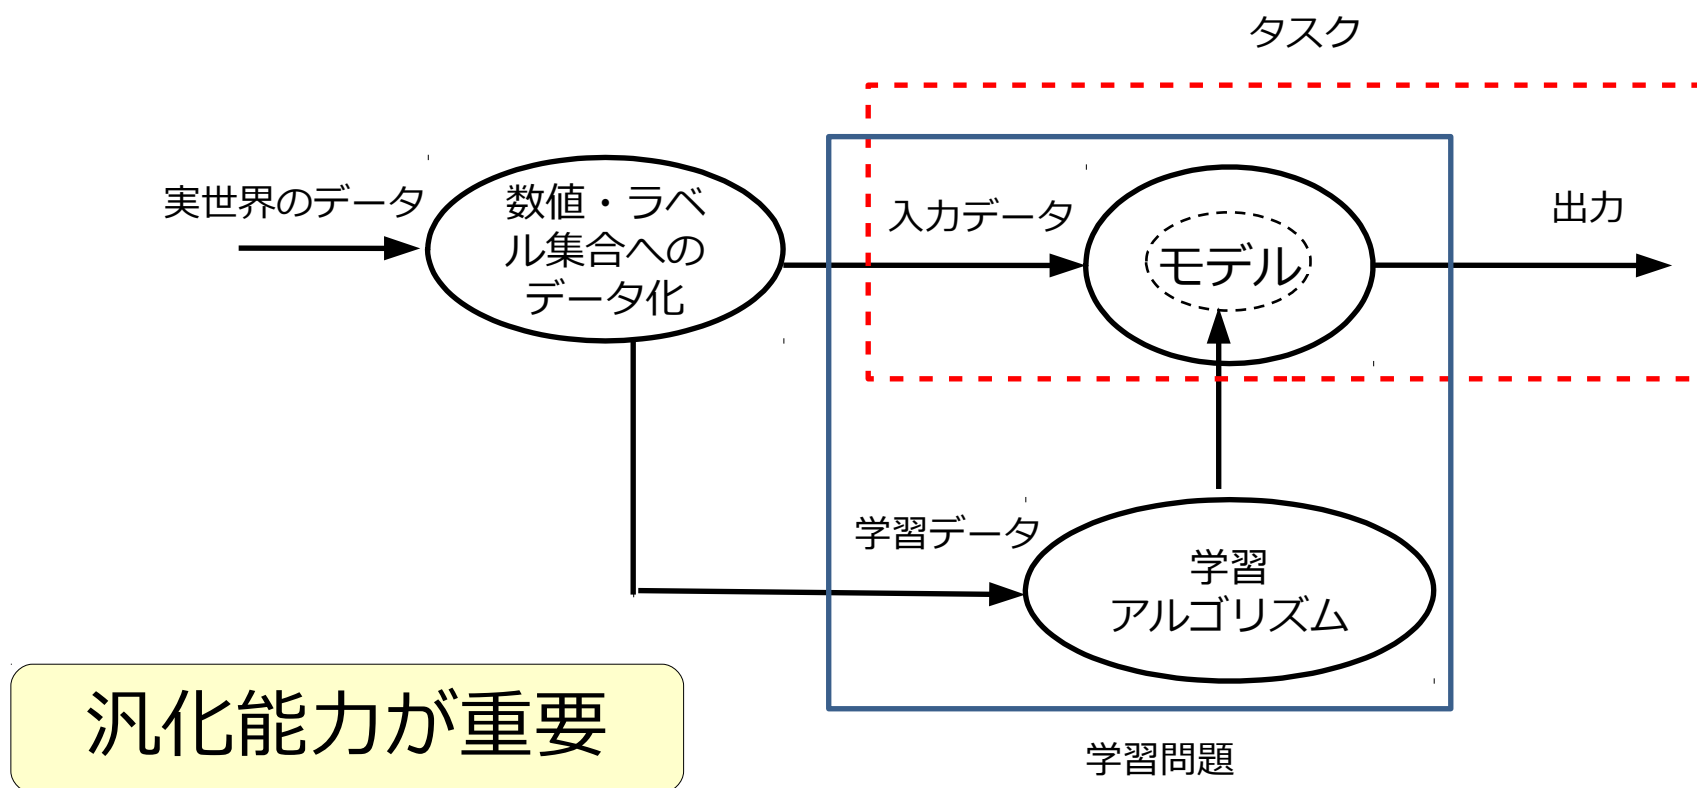 タスク
実世界のデータ
数値・ラベ
ル集合への
データ化
入力データ
モデル
出力
学習データ
学習
アルゴリズム
汎化能力が重要
学習問題